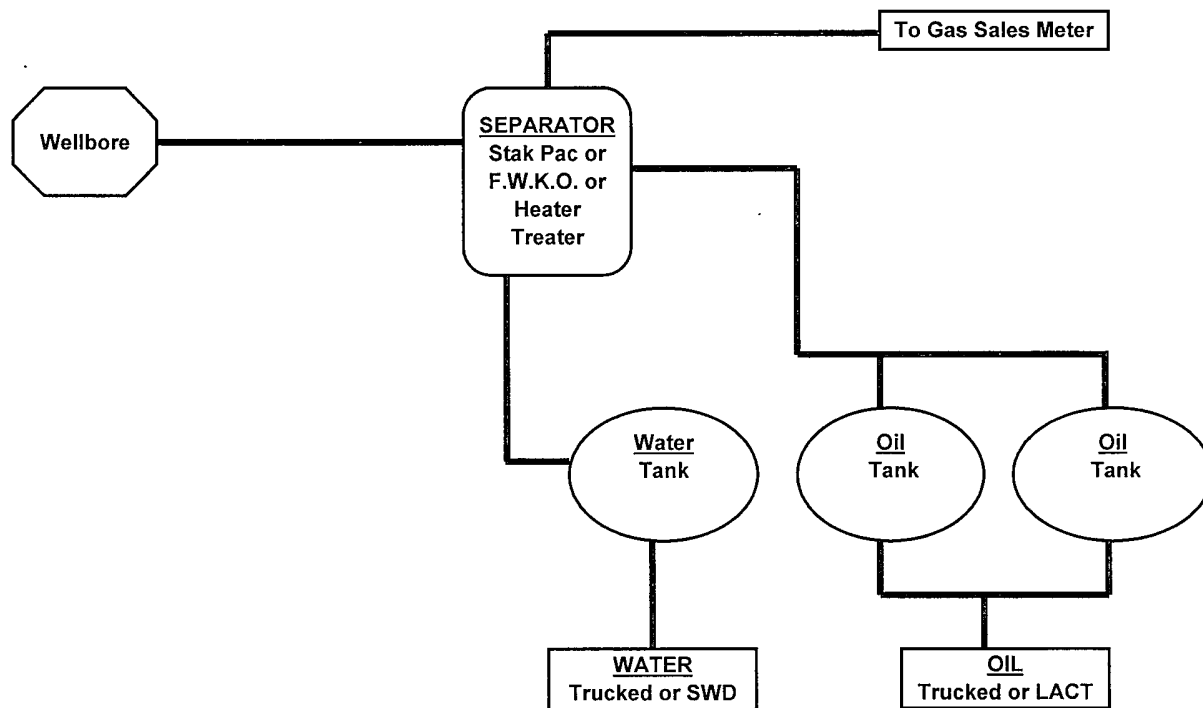 To Gas Sales Meter
Wellbore
SEPARATOR
Stak Pac or
F.W.K.O. or
Heater
Treater
Water
Tank
Oil
Tank
Oil
Tank
WATER
Trucked or SWD
OIL
Trucked or LACT